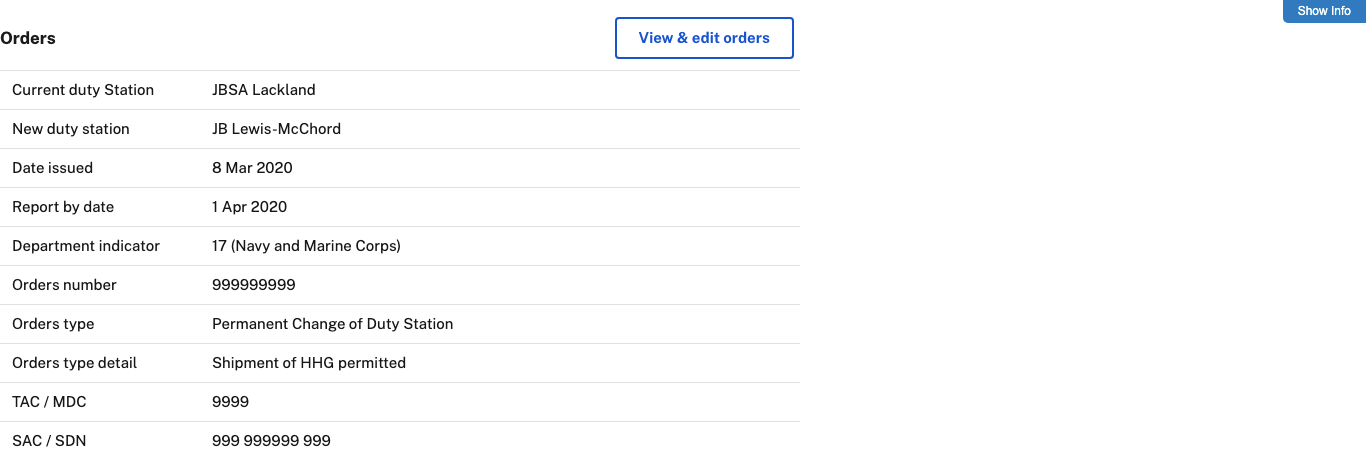 Show Info
Orders
View & edit orders
Current duty Station JBSA Lackland
New duty station JB Lewis-McChord
Date issued 8 Mar 2020
Report by date 1 Apr 2020
Department indicator 17 (Navy and Marine Corps)
Orders number 999999999
Orders type Permanent Change of Duty Station
Orders type detail Shipment of HHG permitted
TAC / MDC 9999
SAC / SDN 999 999999 999